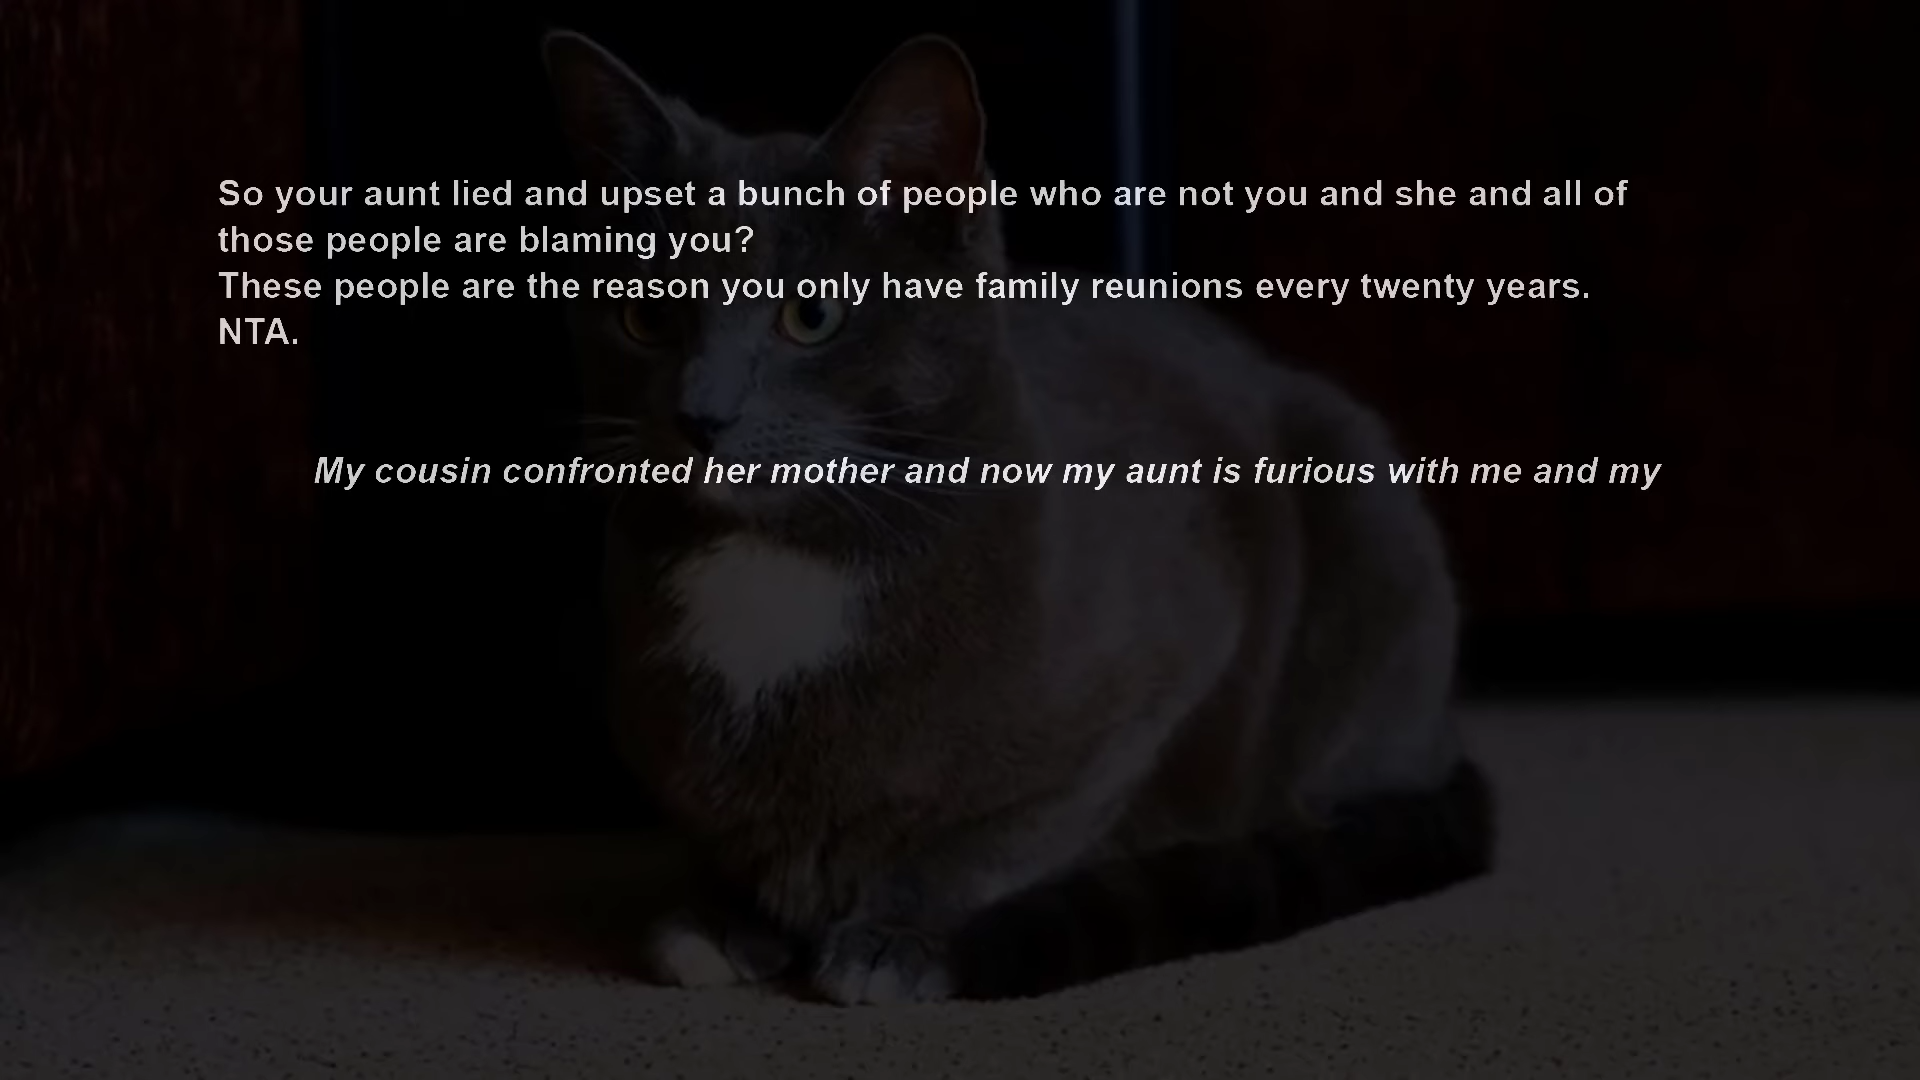 So your aunt lied and upset a bunch of people who are not you and she and all of
those people are blaming you?
These people are the reason you only have family reunions every twenty years.
NTA.
My cousin confronted her mother and now my aunt is furious with me and my